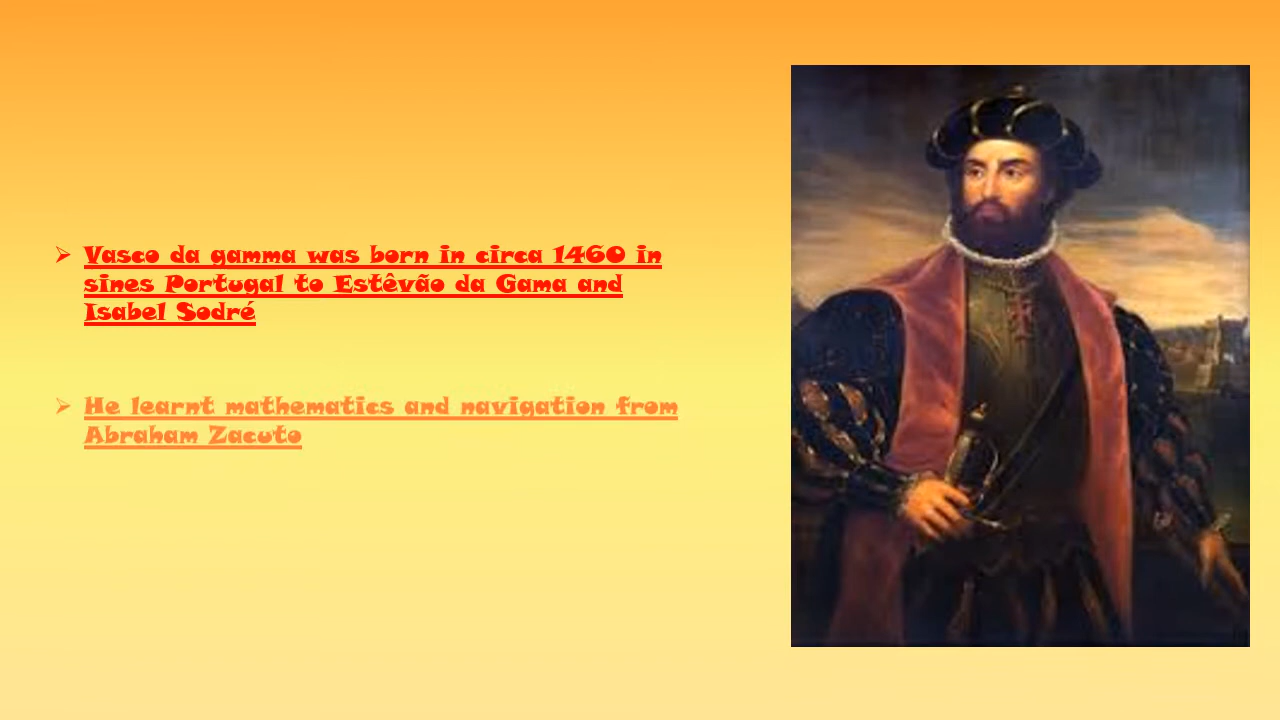 ➢ Vasco da gamma was born in circa 1460 in
sines Portugal to Estêvão da Gama and
Isabel Sodré
➢ He learnt mathematics and navigation from
Abraham Zacuto